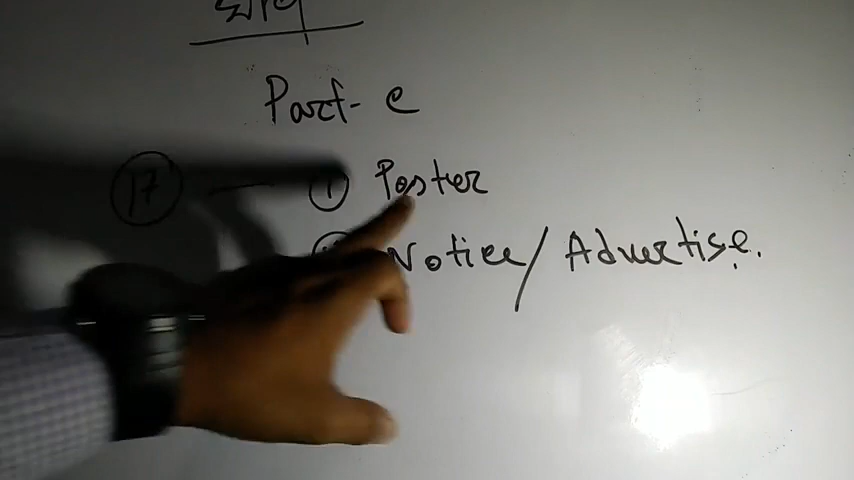 Part- C
17 — ① Poster
Notice/ Advertise.